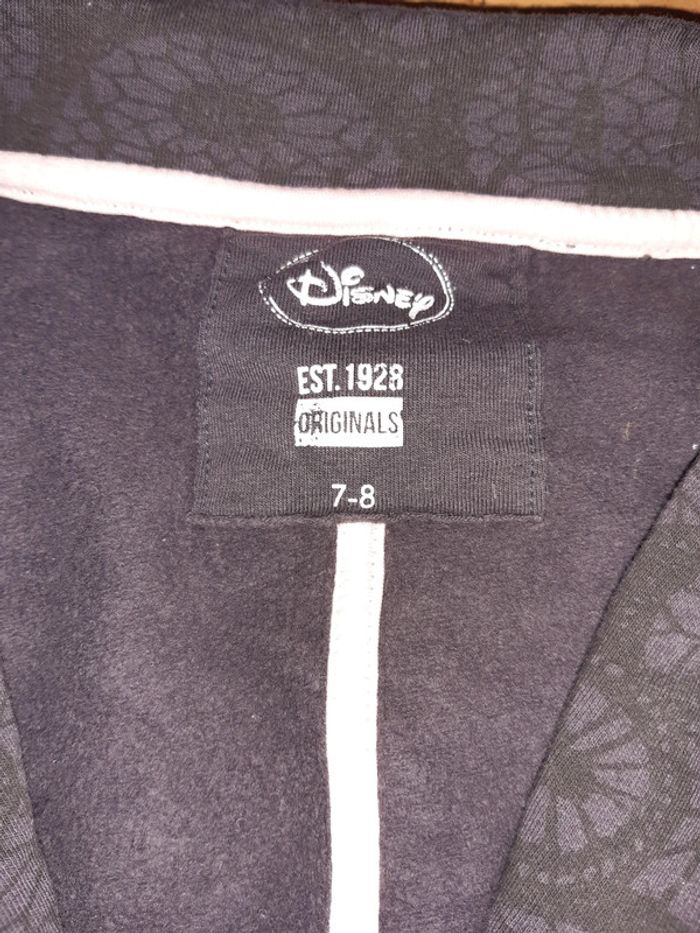 Disney
EST. 1928
ORIGINALS
7-8